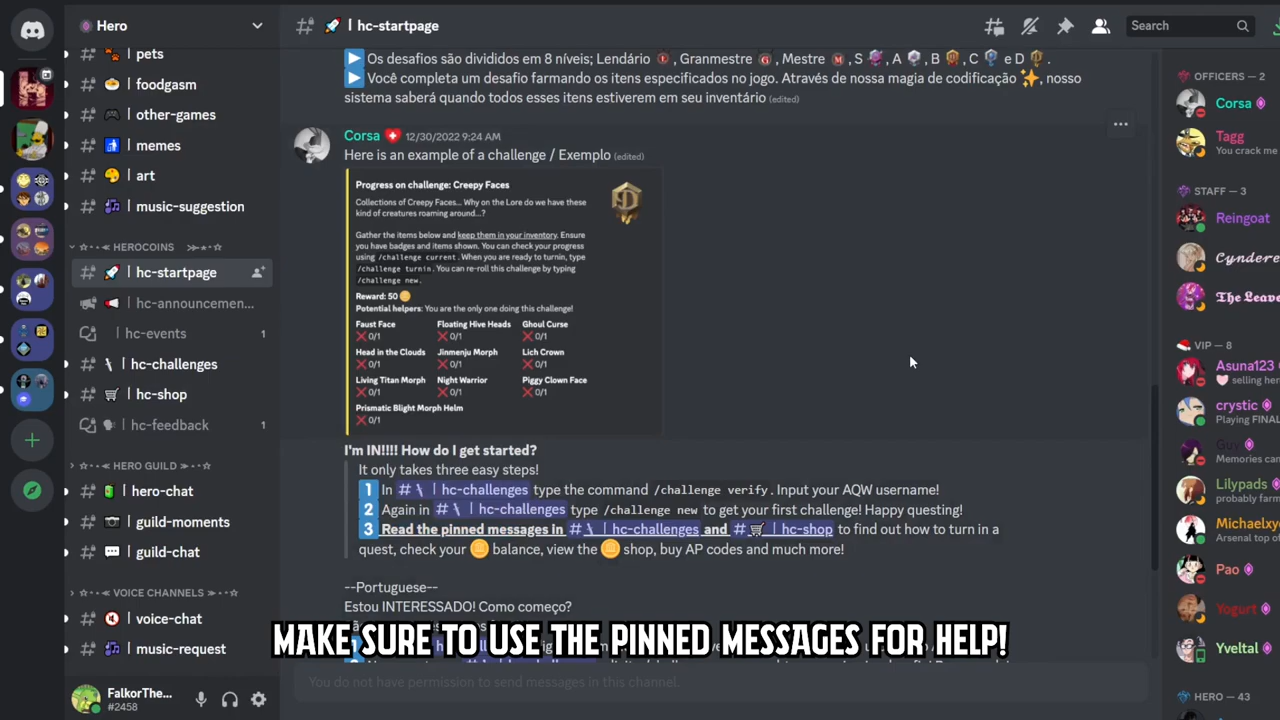 Hero
🚀 | hc-startpage
Search
pets
foodgasm
other-games
memes
art
music-suggestion
HEROCOINS
🚀 | hc-startpage
hc-announcemen...
hc-events 1
| hc-challenges
| hc-shop
| hc-feedback 1
HERO GUILD
hero-chat
guild-moments
guild-chat
VOICE CHANNELS
voice-chat
music-request
FalkorThe...
#2458
Os desafios são divididos em 8 níveis; Lendário , Granmestre , Mestre , S , A , B , C e D .
Você completa um desafio farmando os itens especificados no jogo. Através de nossa magia de codificação ✨, nosso
sistema saberá quando todos esses itens estiverem em seu inventário (edited)
Corsa 12/30/2022 9:24 AM
Here is an example of a challenge / Exemplo (edited)
Progress on challenge: Creepy Faces
Collections of Creepy Faces... Why on the Lore do we have these
kind of creatures roaming around...?
Gather the items below and keep them in your inventory. Ensure
you have badges and items shown. You can check your progress
using /challenge current. When you are ready to turnin, type
/challenge turnin. You can re-roll this challenge by typing
/challenge new.
Reward: 50
Potential helpers: You are the only one doing this challenge!
Faust Face Floating Hive Heads Ghoul Curse
❌ 0/1 ❌ 0/1 ❌ 0/1
Head in the Clouds Jinmenju Morph Lich Crown
❌ 0/1 ❌ 0/1 ❌ 0/1
Living Titan Morph Night Warrior Piggy Clown Face
❌ 0/1 ❌ 0/1 ❌ 0/1
Prismatic Blight Morph Helm
❌ 0/1
I'm IN!!!! How do I get started?
It only takes three easy steps!
1 In # | hc-challenges type the command /challenge verify. Input your AQW username!
2 Again in # | hc-challenges type /challenge new to get your first challenge! Happy questing!
3 Read the pinned messages in # | hc-challenges and # | hc-shop to find out how to turn in a
quest, check your balance, view the shop, buy AP codes and much more!
--Portuguese--
Estou INTERESSADO! Como começo?
MAKE SURE TO USE THE PINNED MESSAGES FOR HELP!
You do not have permission to send messages in this channel.
OFFICERS — 2
Corsa
Tagg
You crack me
STAFF — 3
Reingoat
Cyndere
The Leave
VIP — 8
Asuna123
selling her
crystic
Playing FINAL
Guv
Memories can
Lilypads
probably farm
Michaelxy
Arsenal top of
Pao
Yogurt
Yveltal
HERO — 43